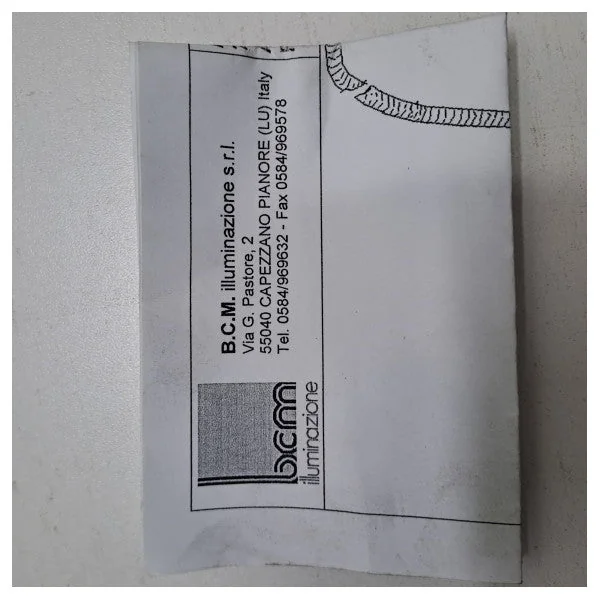 B.C.M. illuminazione s.r.l.
Via G. Pastore, 2
55040 CAPEZZANO PIANORE (LU) Italy
Tel. 0584/969632 - Fax 0584/969578
bcm
illuminazione